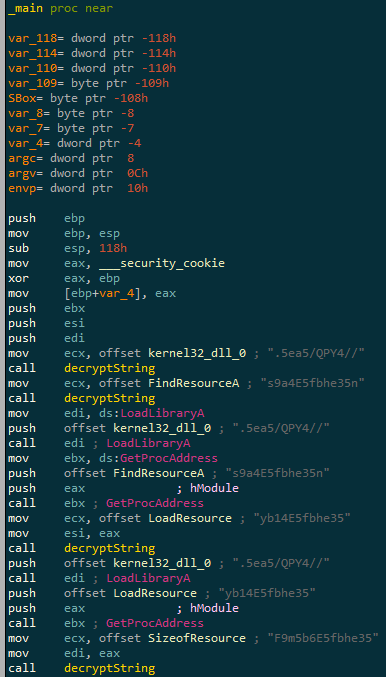 _main proc near
var_118= dword ptr -118h
var_114= dword ptr -114h
var_110= dword ptr -110h
var_109= byte ptr -109h
SBox= byte ptr -108h
var_8= byte ptr -8
var_7= byte ptr -7
var_4= dword ptr -4
argc= dword ptr  8
argv= dword ptr  0Ch
envp= dword ptr  10h
push    ebp
mov     ebp, esp
sub     esp, 118h
mov     eax, ___security_cookie
xor     eax, ebp
mov     [ebp+var_4], eax
push    ebx
push    esi
push    edi
mov     ecx, offset kernel32_dll_0 ; ".5ea5/QPY4//"
call    decryptString
mov     ecx, offset FindResourceA ; "s9a4E5fbhe35n"
call    decryptString
mov     edi, ds:LoadLibraryA
push    offset kernel32_dll_0 ; ".5ea5/QPY4//"
call    edi ; LoadLibraryA
mov     ebx, ds:GetProcAddress
push    offset FindResourceA ; "s9a4E5fbhe35n"
push    eax             ; hModule
call    ebx ; GetProcAddress
mov     ecx, offset LoadResource ; "yb14E5fbhe35"
mov     esi, eax
call    decryptString
push    offset kernel32_dll_0 ; ".5ea5/QPY4//"
call    edi ; LoadLibraryA
push    offset LoadResource ; "yb14E5fbhe35"
push    eax             ; hModule
call    ebx ; GetProcAddress
mov     ecx, offset SizeofResource ; "F9m5b6E5fbhe35"
mov     edi, eax
call    decryptString